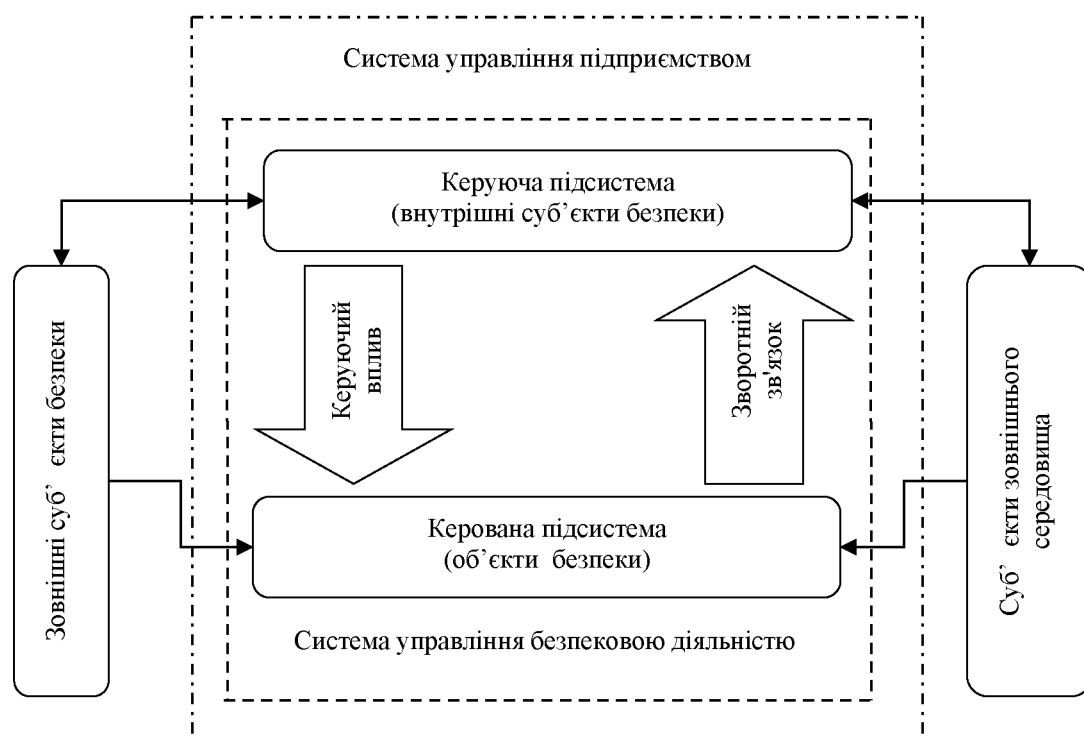 Система управління підприємством
Керуюча підсистема
(внутрішні суб’єкти безпеки)
Зовнішні суб’ єкти безпеки
Керуючий
вплив
Зворотній
зв'язок
Суб’ єкти зовнішнього
середовища
Керована підсистема
(об’єкти безпеки)
Система управління безпековою діяльністю